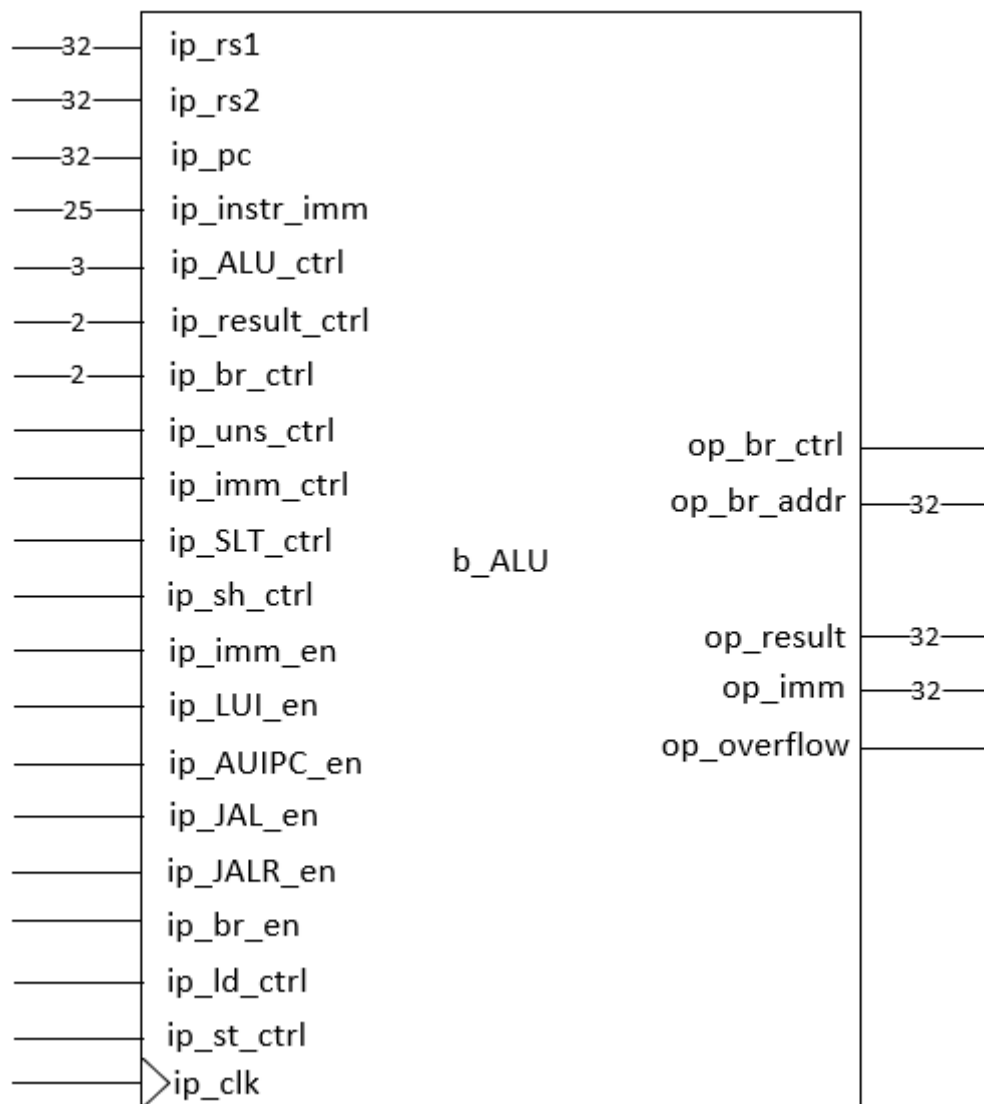 32 ip_rs1
32 ip_rs2
32 ip_pc
25 ip_instr_imm
3 ip_ALU_ctrl
2 ip_result_ctrl
2 ip_br_ctrl
ip_uns_ctrl
op_br_ctrl
ip_imm_ctrl
op_br_addr 32
ip_SLT_ctrl
b_ALU
ip_sh_ctrl
op_result 32
ip_imm_en
op_imm 32
ip_LUI_en
op_overflow
ip_AUIPC_en
ip_JAL_en
ip_JALR_en
ip_br_en
ip_ld_ctrl
ip_st_ctrl
ip_clk